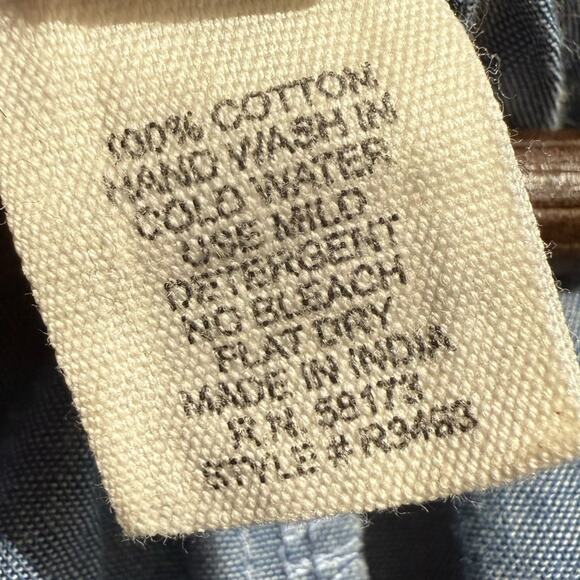 100% COTTON
HAND WASH IN
COLD WATER
USE MILD
DETERGENT
NO BLEACH
FLAT DRY
MADE IN INDIA
R.N. 59173
STYLE # R3463